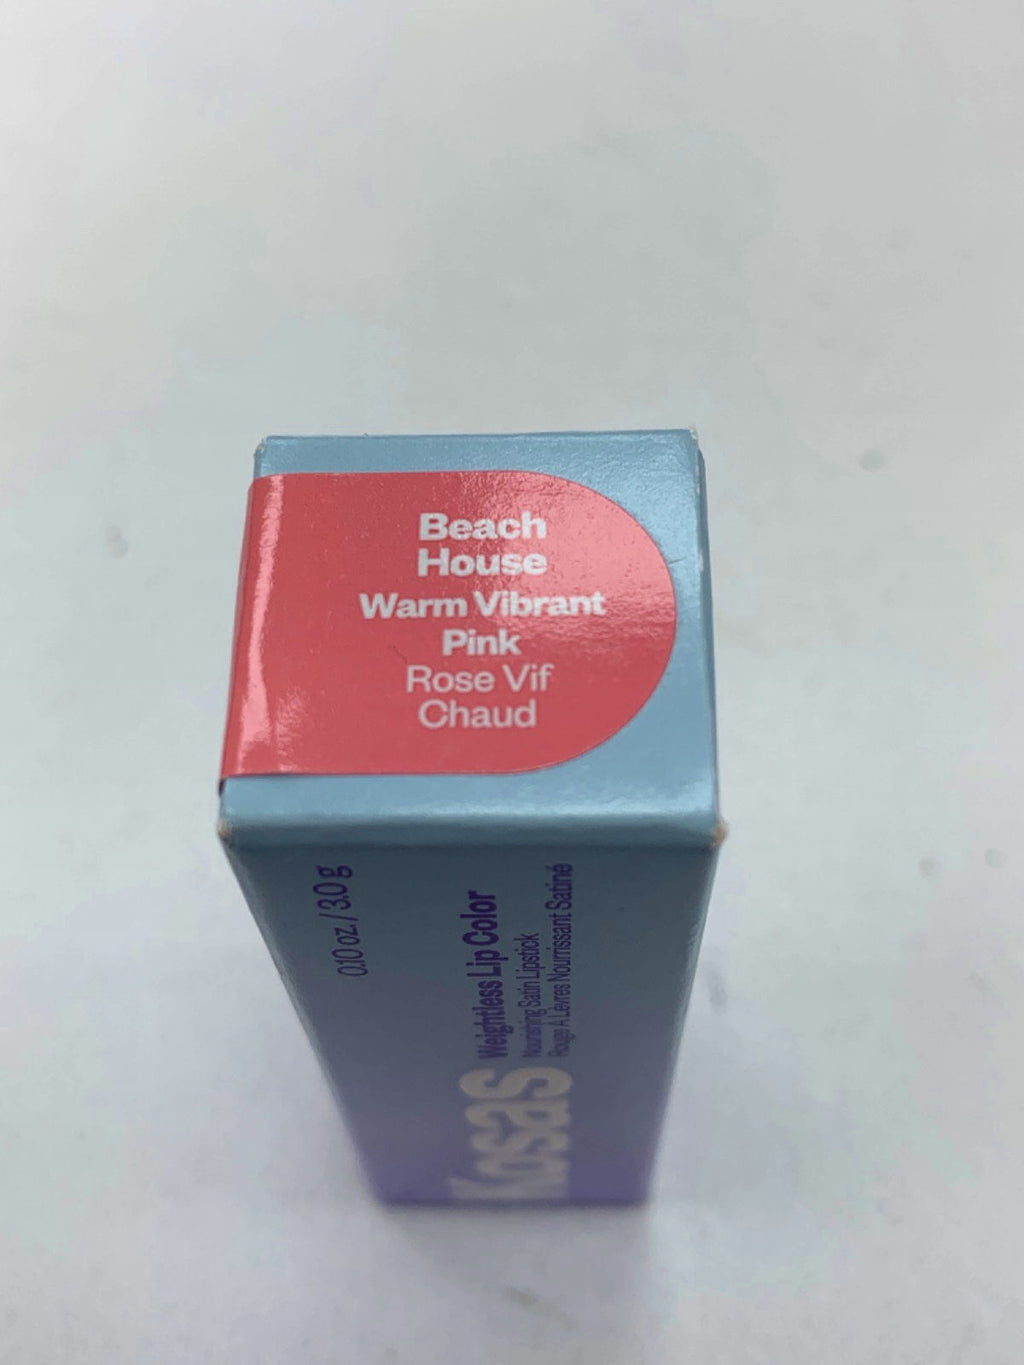 Beach
House
Warm Vibrant
Pink
Rose Vif
Chaud
0.10 oz. / 3.0 g
Kosas
Weightless Lip Color
Nourishing Satin Lipstick
Rouge À Lèvres Nourrissant Satiné